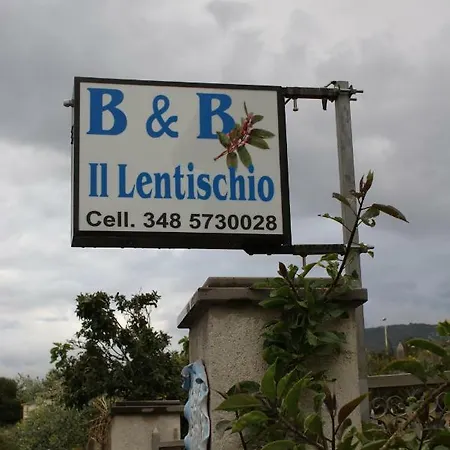 B & B
Il Lentischio
Cell. 348 5730028